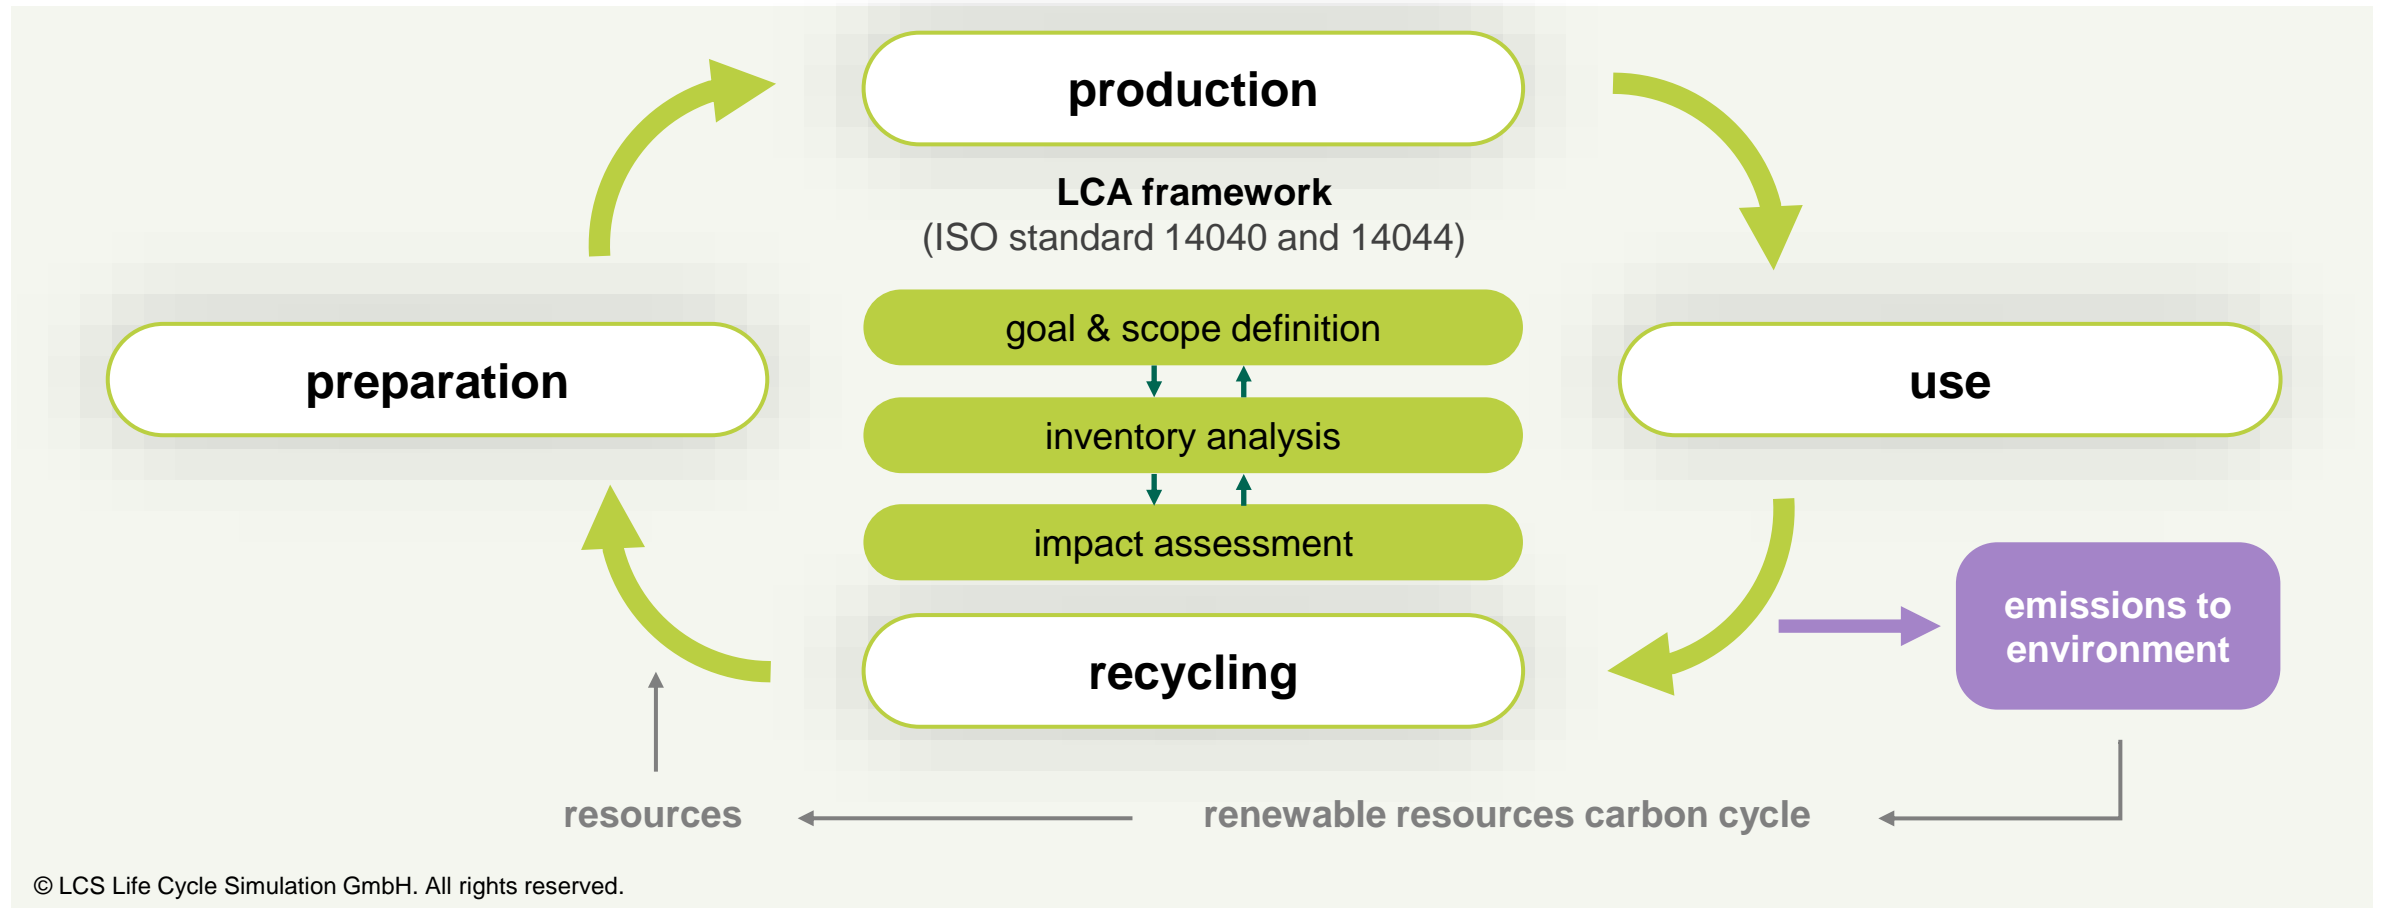 production
LCA framework
(ISO standard 14040 and 14044)
goal & scope definition
preparation
use
inventory analysis
impact assessment
emissions to
environment
recycling
resources
renewable resources carbon cycle
© LCS Life Cycle Simulation GmbH. All rights reserved.